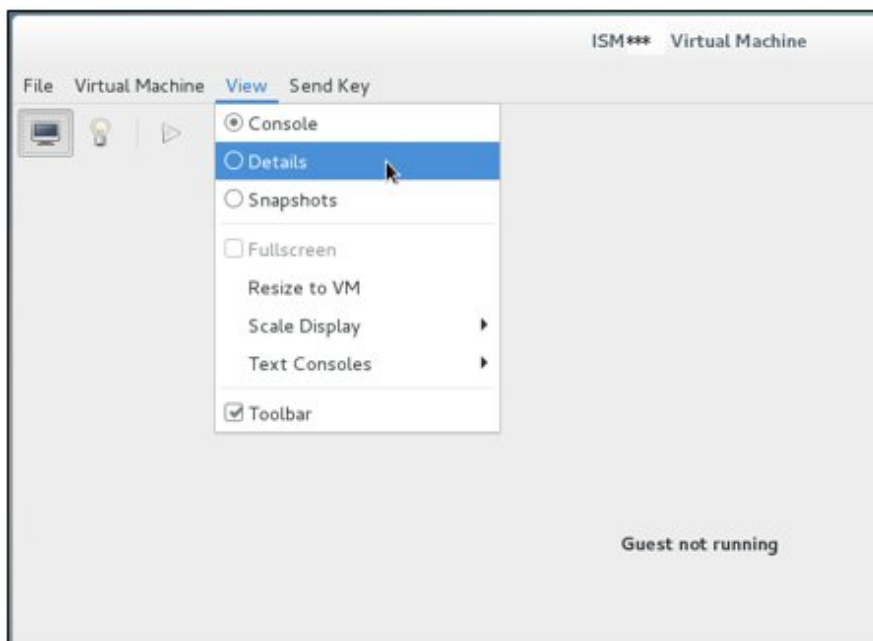 ISM*** Virtual Machine
File Virtual Machine View Send Key
Console
Details
Snapshots
Fullscreen
Resize to VM
Scale Display
Text Consoles
Toolbar
Guest not running